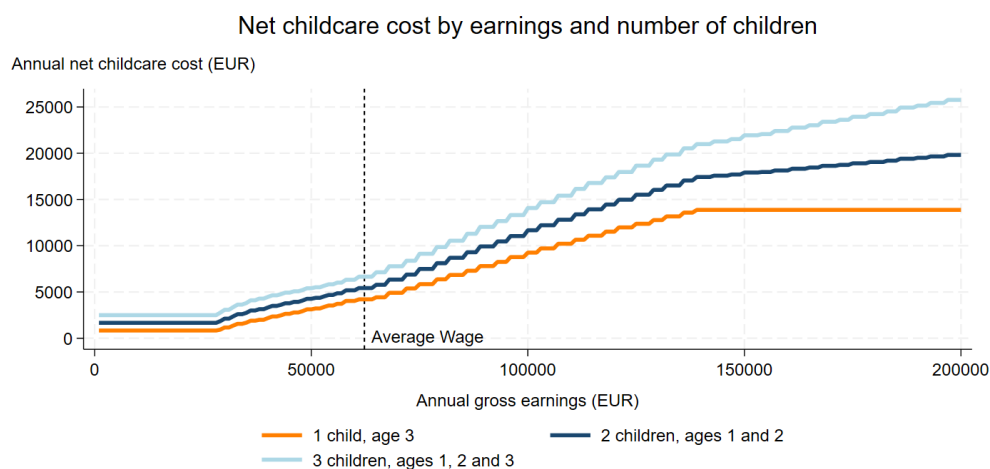 Net childcare cost by earnings and number of children
Annual net childcare cost (EUR)
25000
20000
15000
10000
5000
0
Average Wage
0 50000 100000 150000 200000
Annual gross earnings (EUR)
1 child, age 3 2 children, ages 1 and 2
3 children, ages 1, 2 and 3